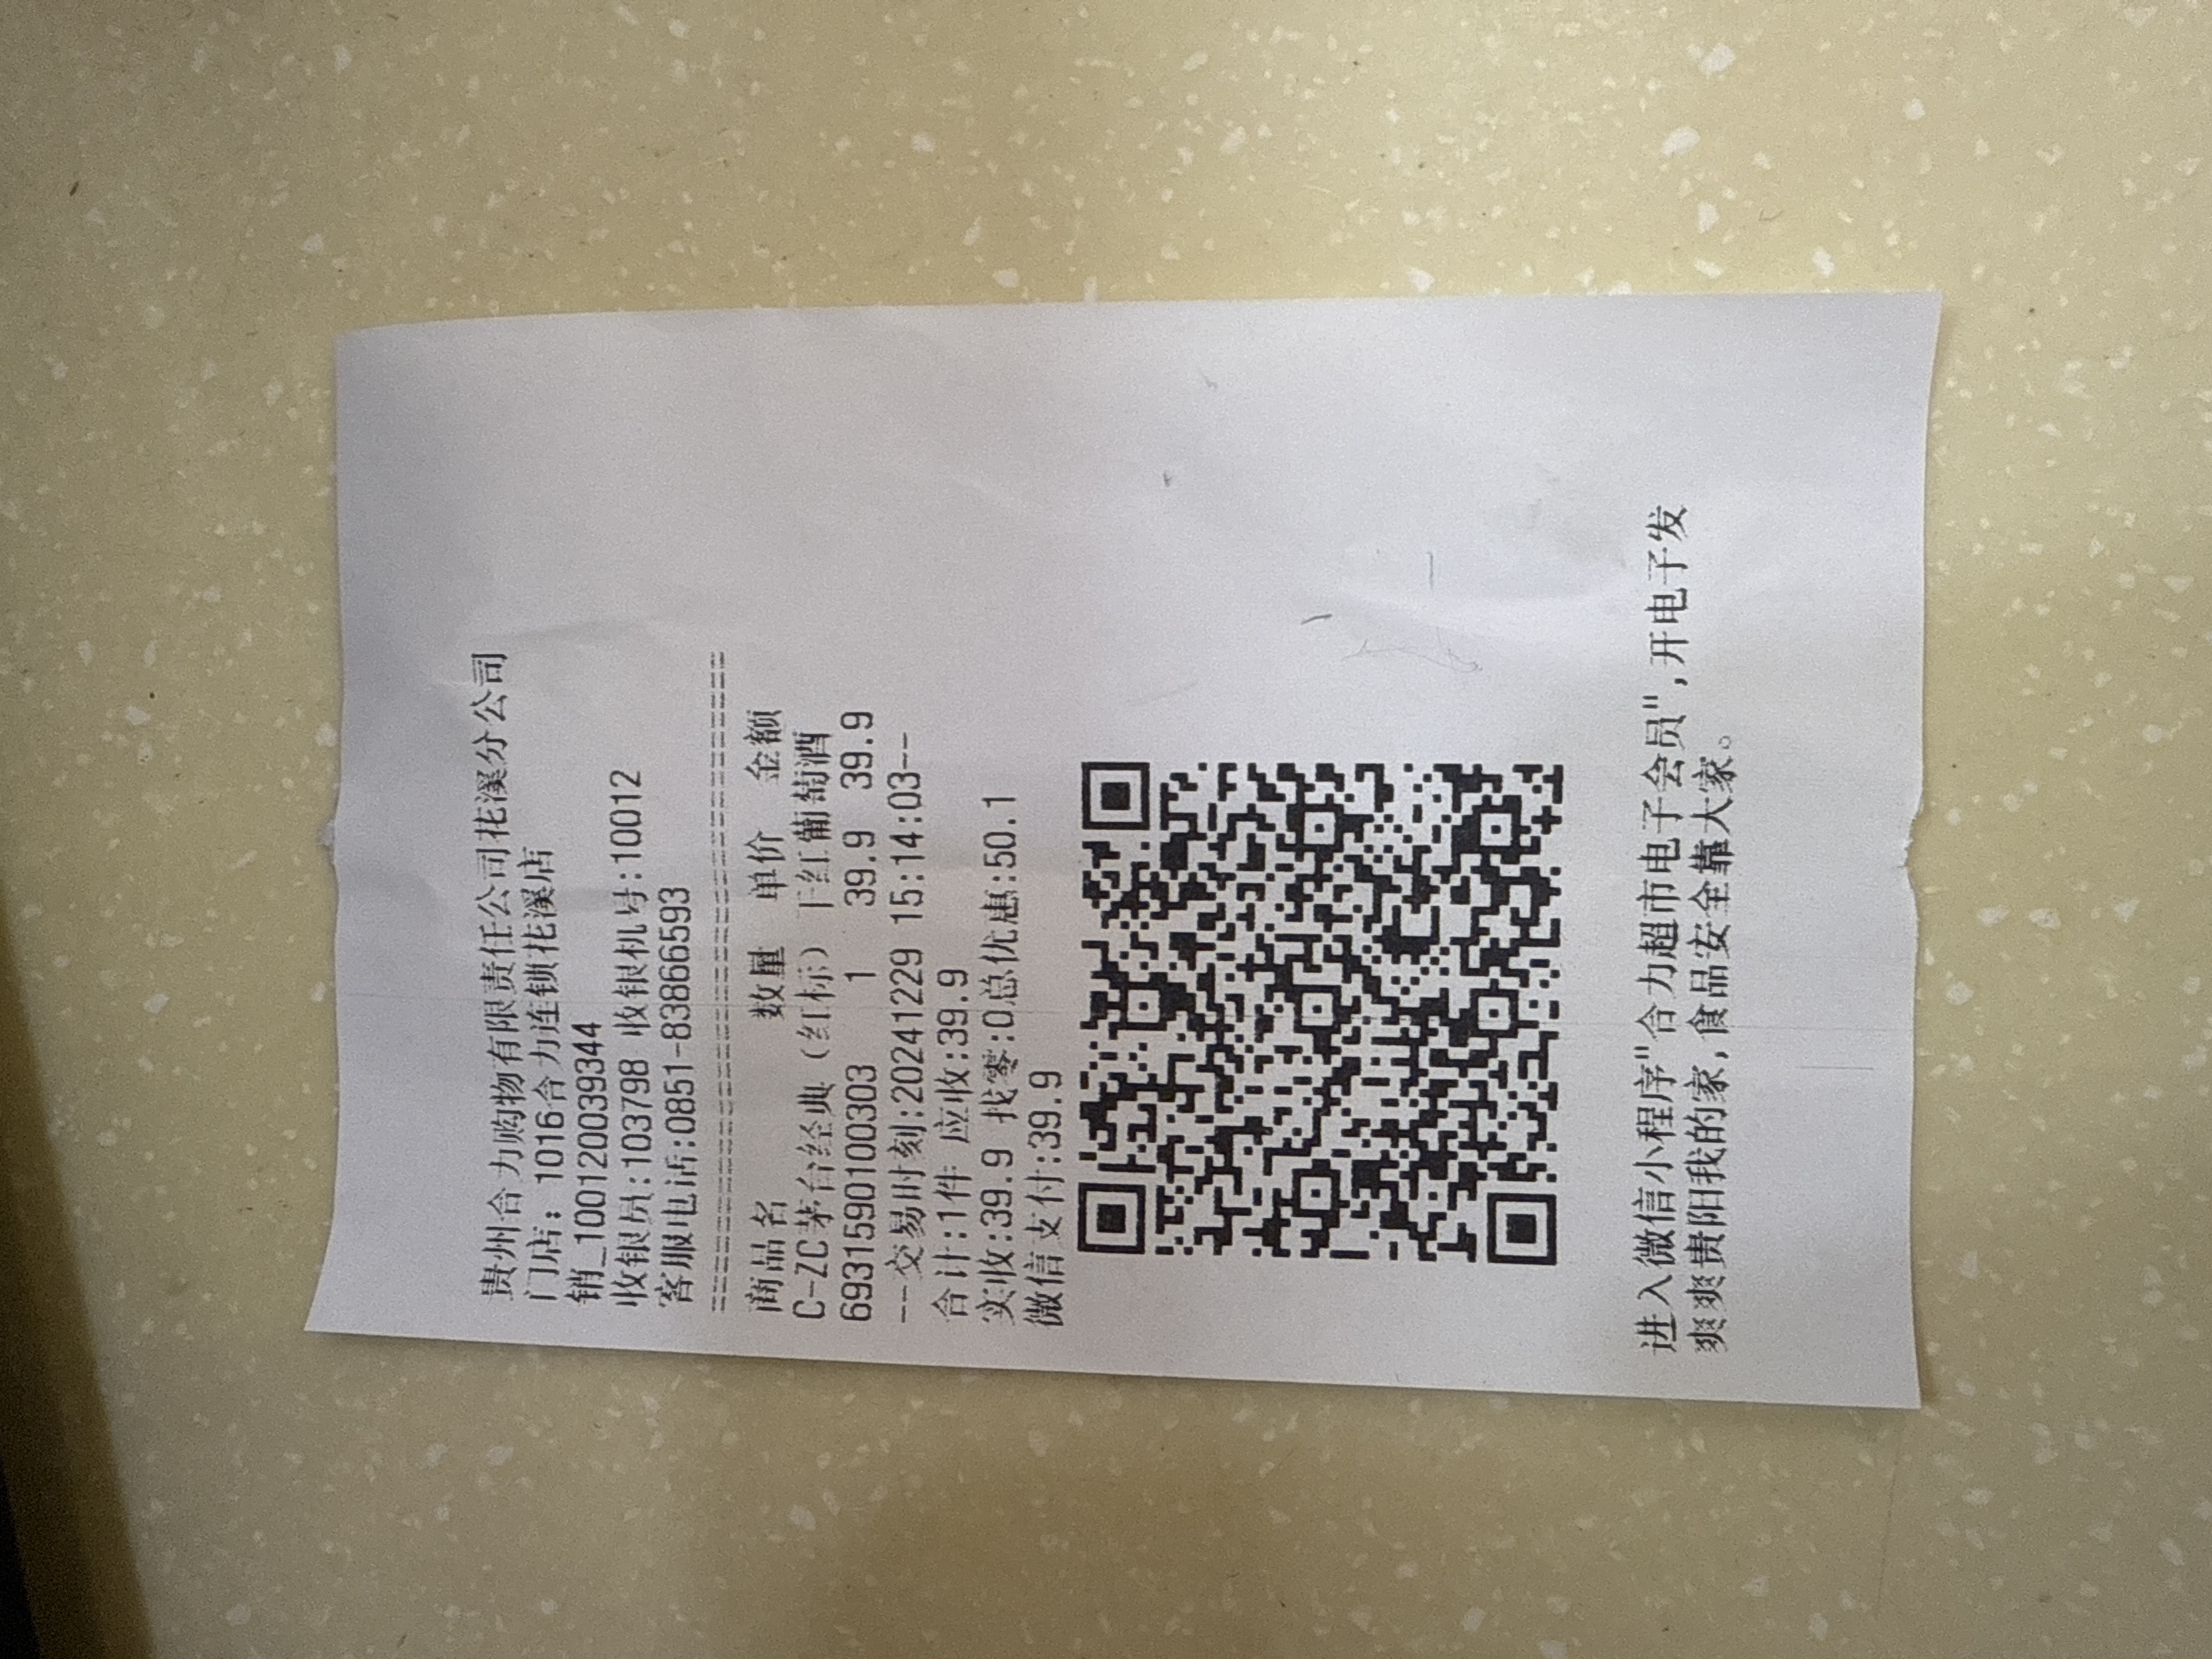 贵州合力购物有限责任公司花溪分公司
门店：1016合力连锁花溪店
销_100120039344
收银员:103798 收银机号:10012
客服电话:0851-83866593
================================
商品名 数量 单价 金额
C-ZC茅台经典（红标）干红葡萄酒
6931590100303 1 39.9 39.9
--交易时刻:20241229 15:14:03--
合计:1件 应收:39.9
实收:39.9 找零:0总优惠:50.1
微信支付:39.9
进入微信小程序"合力超市电子会员",开电子发
爽爽贵阳我的家,食品安全靠大家。